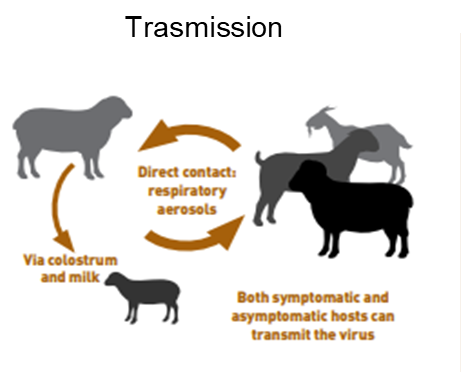 Trasmission
Direct contact:
respiratory
aerosols
Via colostrum
and milk
Both symptomatic and
asymptomatic hosts can
transmit the virus